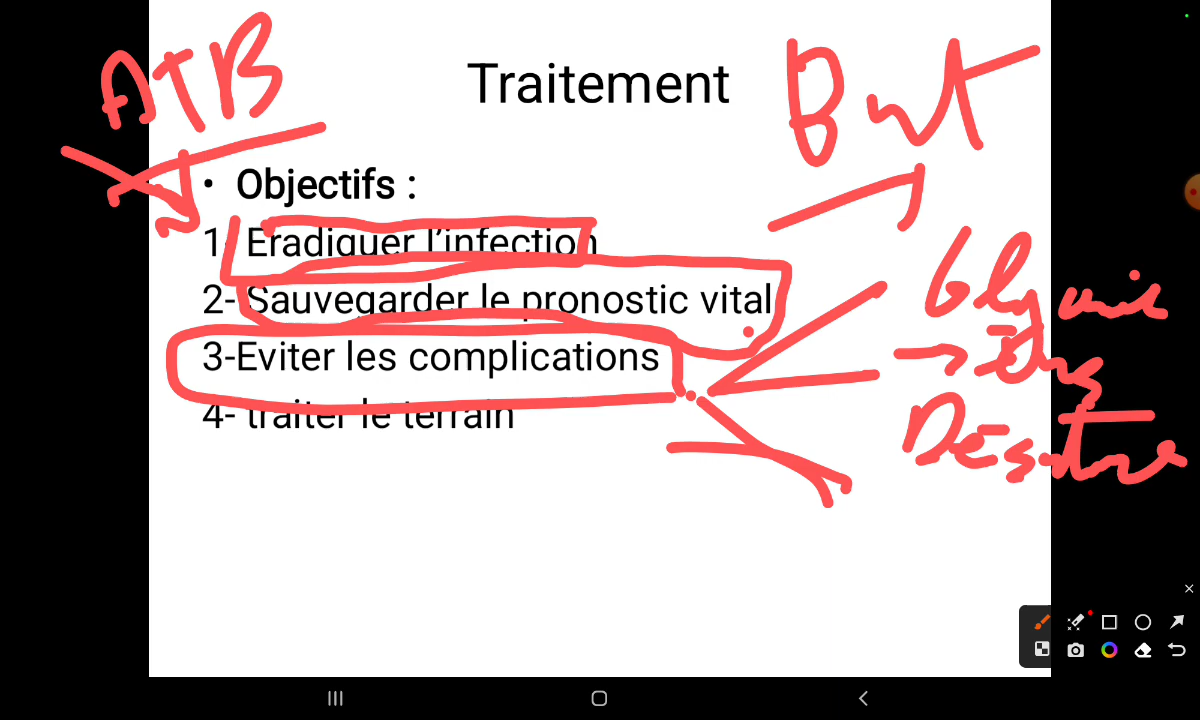 ATB
Traitement
But
• Objectifs :
1- Eradiquer l'infection
2- Sauvegarder le pronostic vital
3-Eviter les complications
4- traiter le terrain